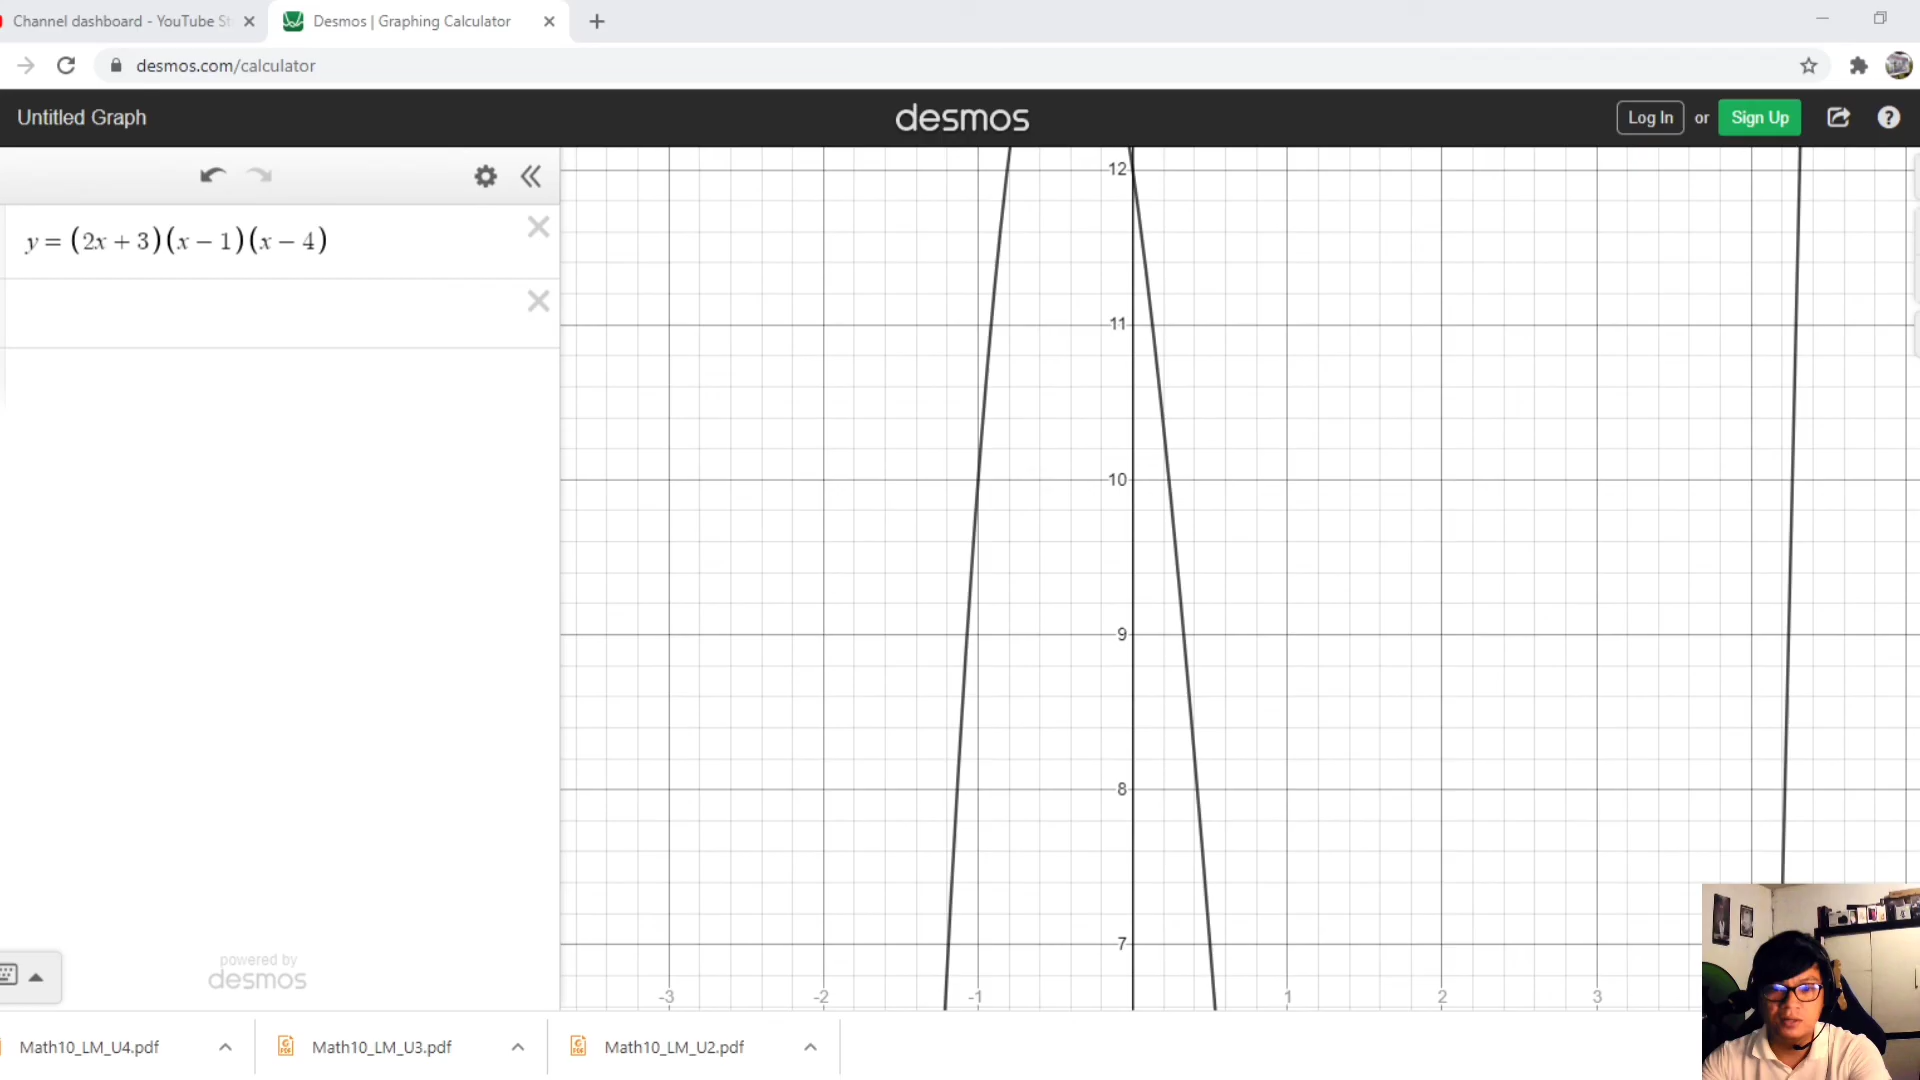 Channel dashboard - YouTube St
Desmos | Graphing Calculator
desmos.com/calculator
Untitled Graph
desmos
Log In or Sign Up
y = (2x + 3)(x − 1)(x − 4)
12
11
10
9
8
7
-3 -2 -1 1 2 3
powered by
desmos
Math10_LM_U4.pdf
Math10_LM_U3.pdf
Math10_LM_U2.pdf